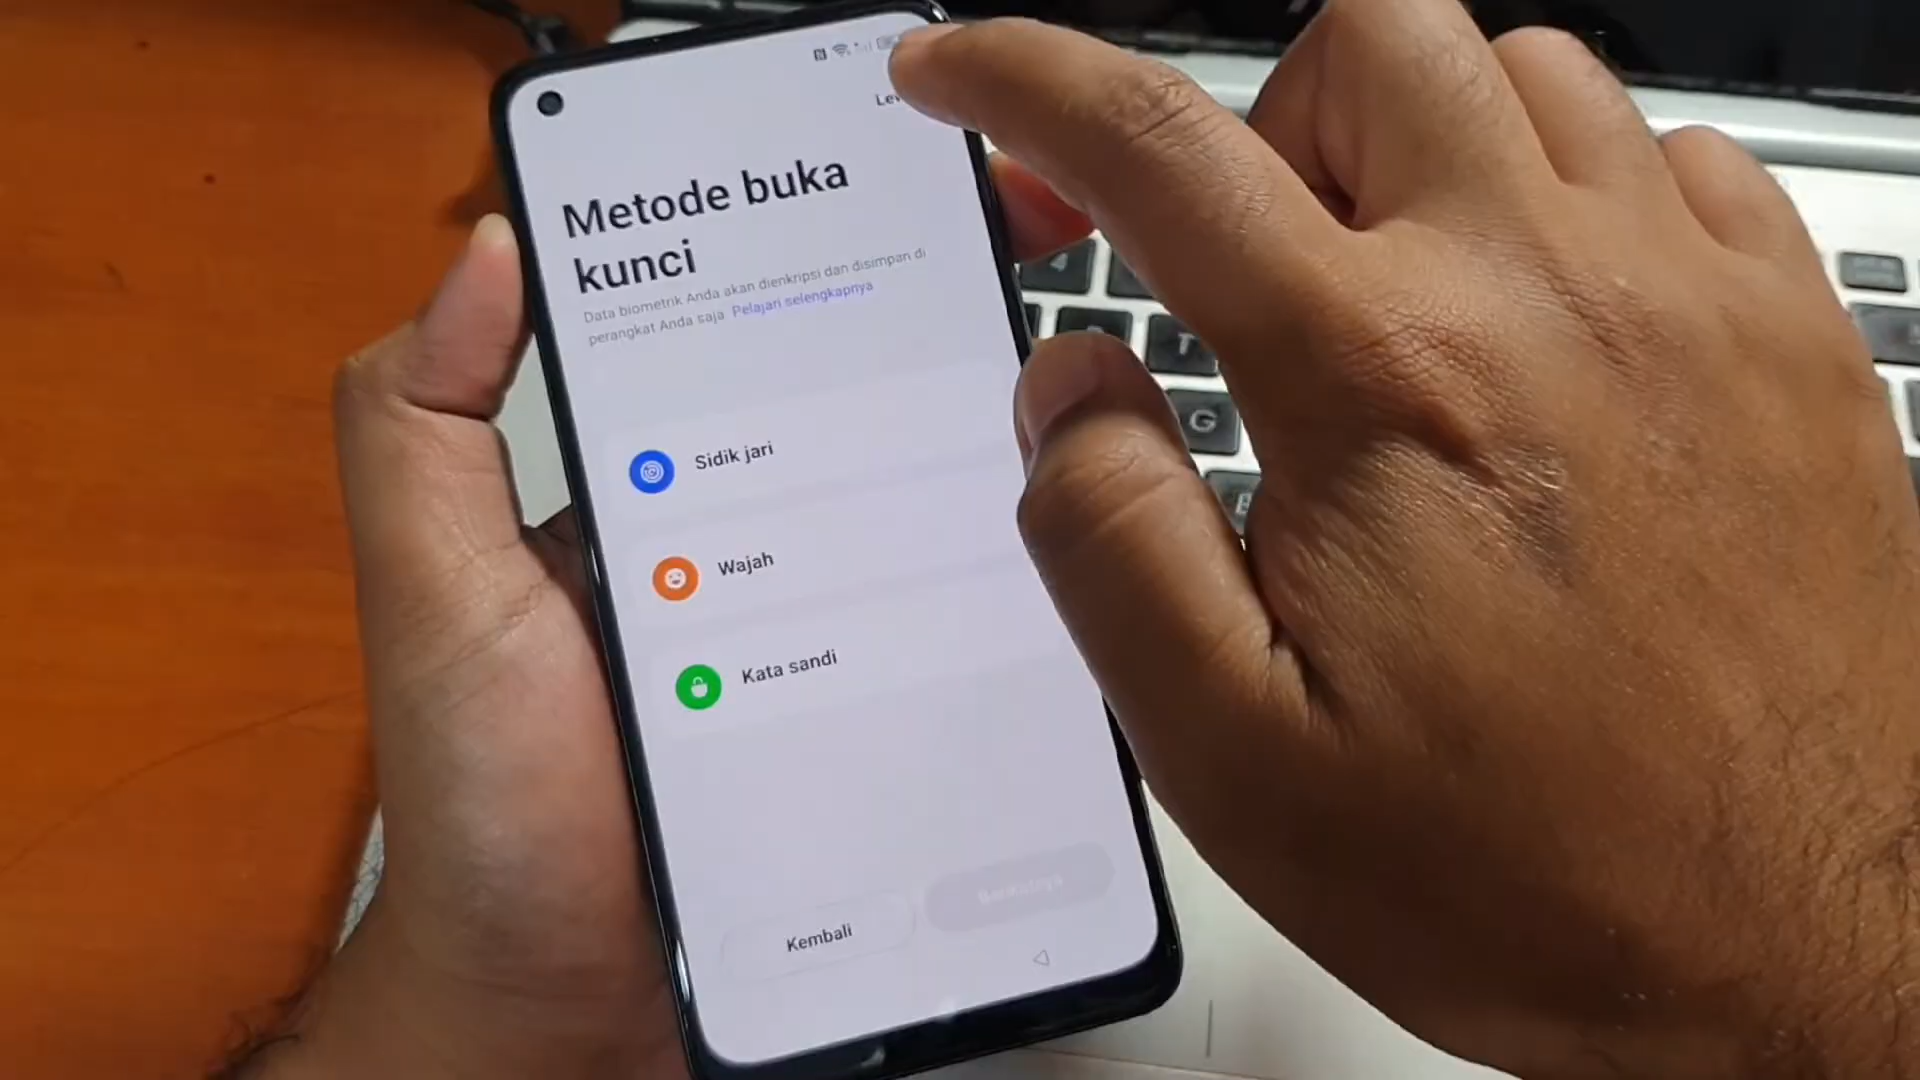 Metode buka
kunci
Data biometrik Anda akan dienkripsi dan disimpan di
perangkat Anda saja Pelajari selengkapnya
Sidik jari
Wajah
Kata sandi
Kembali
Berikutnya
T
G